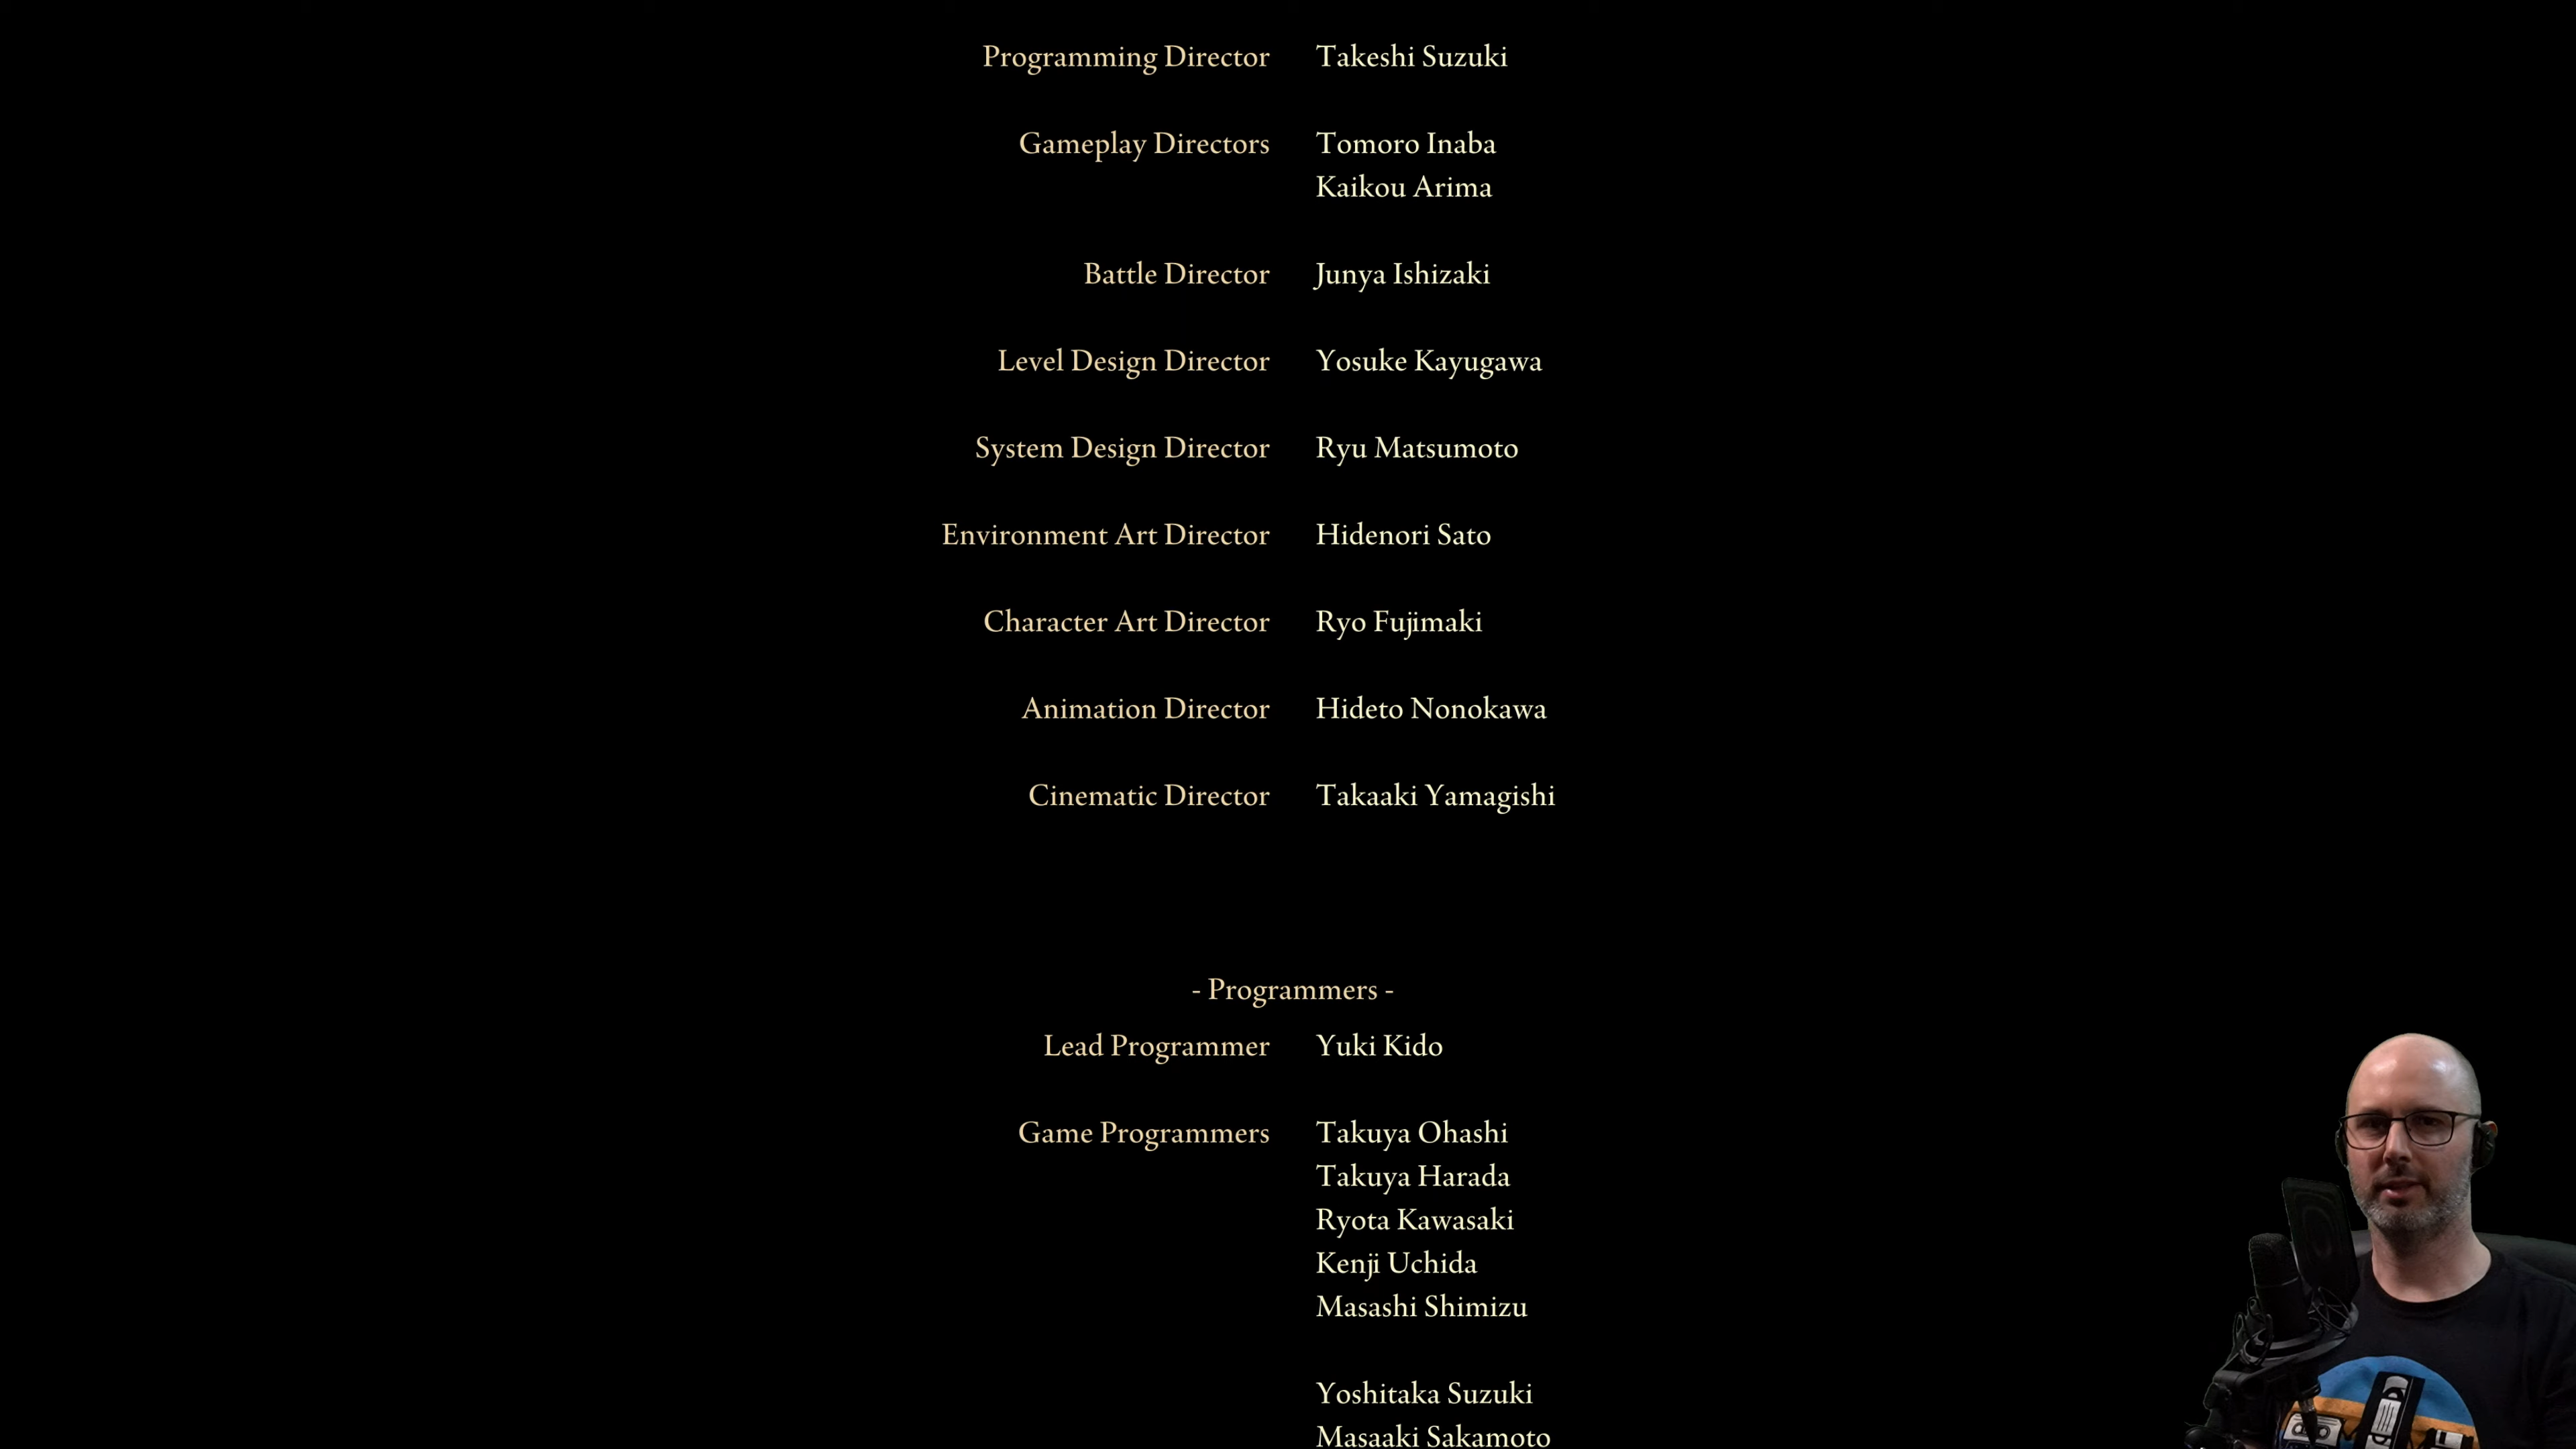 Programming Director Takeshi Suzuki
Gameplay Directors Tomoro Inaba
Kaikou Arima
Battle Director Junya Ishizaki
Level Design Director Yosuke Kayugawa
System Design Director Ryu Matsumoto
Environment Art Director Hidenori Sato
Character Art Director Ryo Fujimaki
Animation Director Hideto Nonokawa
Cinematic Director Takaaki Yamagishi
- Programmers -
Lead Programmer Yuki Kido
Game Programmers Takuya Ohashi
Takuya Harada
Ryota Kawasaki
Kenji Uchida
Masashi Shimizu
Yoshitaka Suzuki
Masaaki Sakamoto